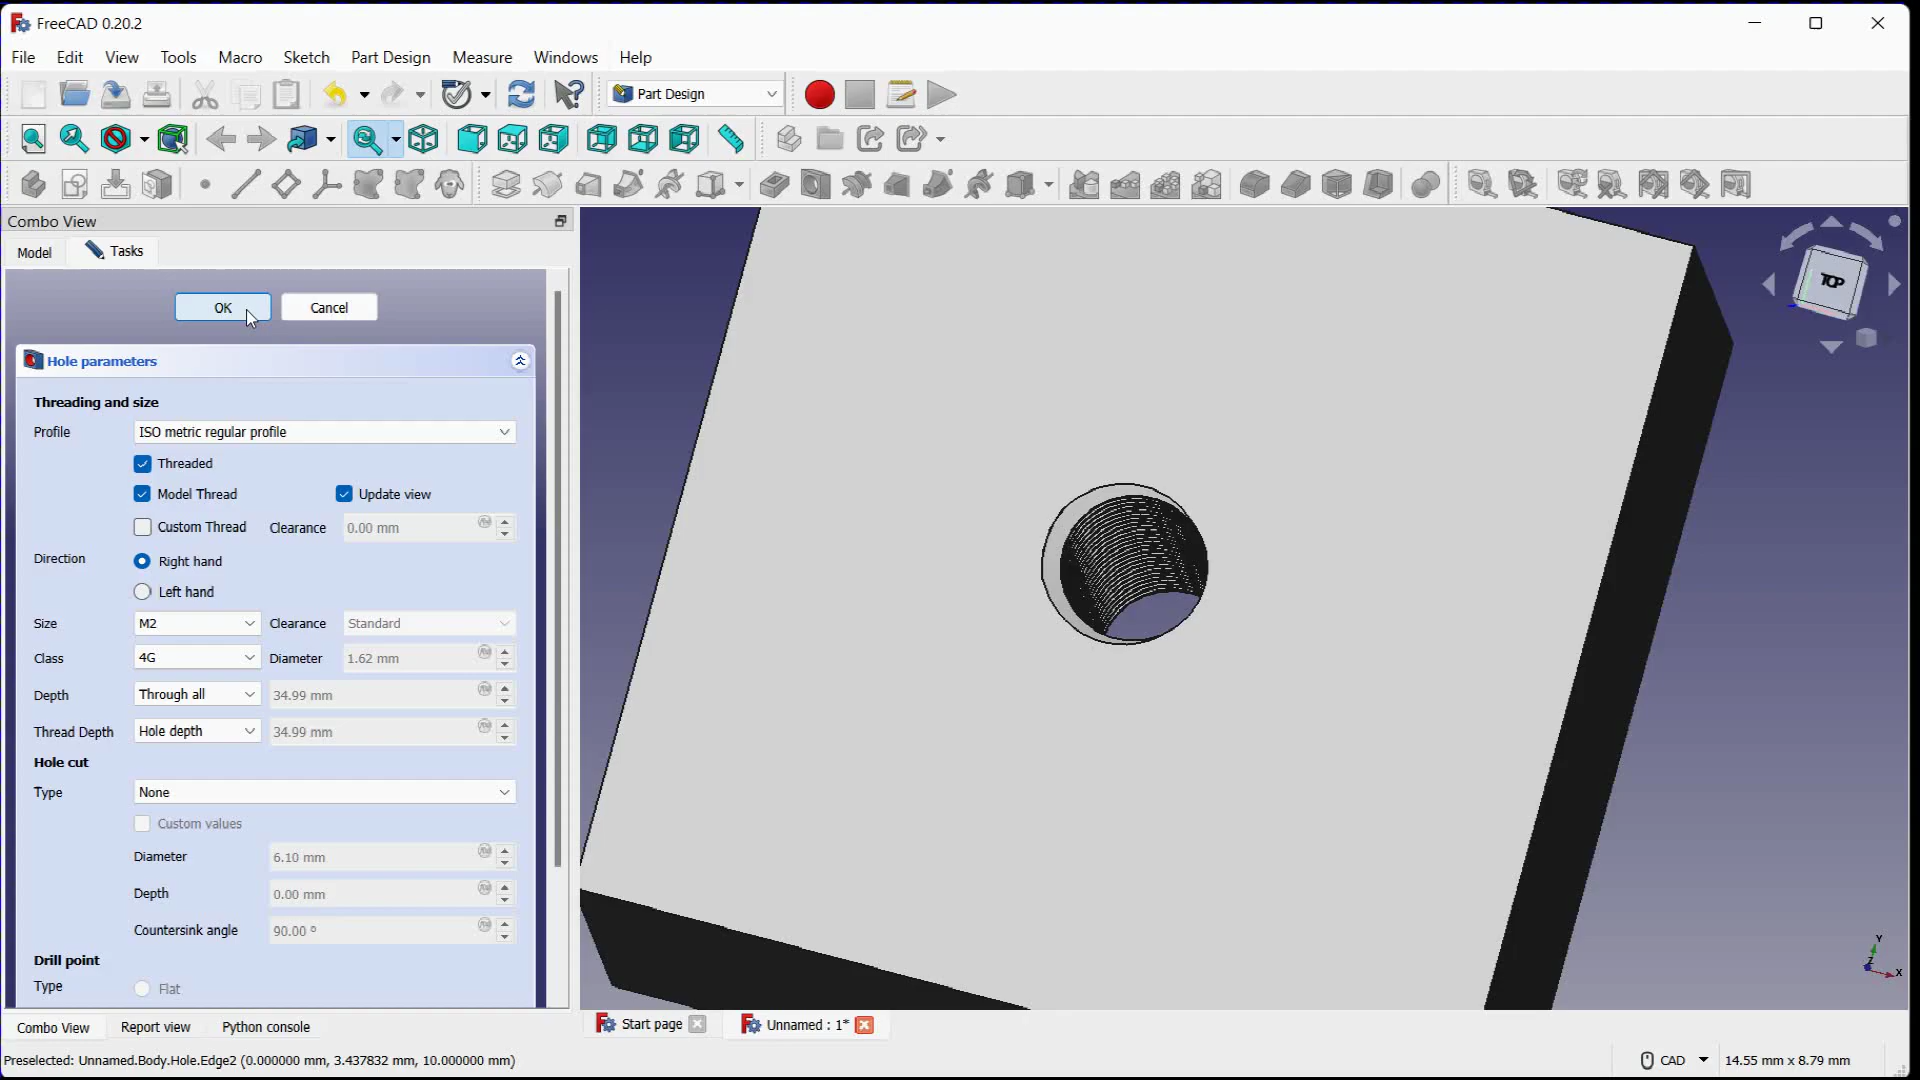 FreeCAD 0.20.2
File Edit View Tools Macro Sketch Part Design Measure Windows Help
Part Design
Combo View
Model Tasks
OK Cancel
Hole parameters
Threading and size
Profile ISO metric regular profile
Threaded
Model Thread Update view
Custom Thread Clearance 0.00 mm
Direction Right hand
Left hand
Size M2 Clearance Standard
Class 4G Diameter 1.62 mm
Depth Through all 34.99 mm
Thread Depth Hole depth 34.99 mm
Hole cut
Type None
Custom values
Diameter 6.10 mm
Depth 0.00 mm
Countersink angle 90.00 °
Drill point
Type Flat
TOP
Y
Z
X
Combo View Report view Python console
Start page Unnamed : 1*
Preselected: Unnamed.Body.Hole.Edge2 (0.000000 mm, 3.437832 mm, 10.000000 mm)
CAD 14.55 mm x 8.79 mm